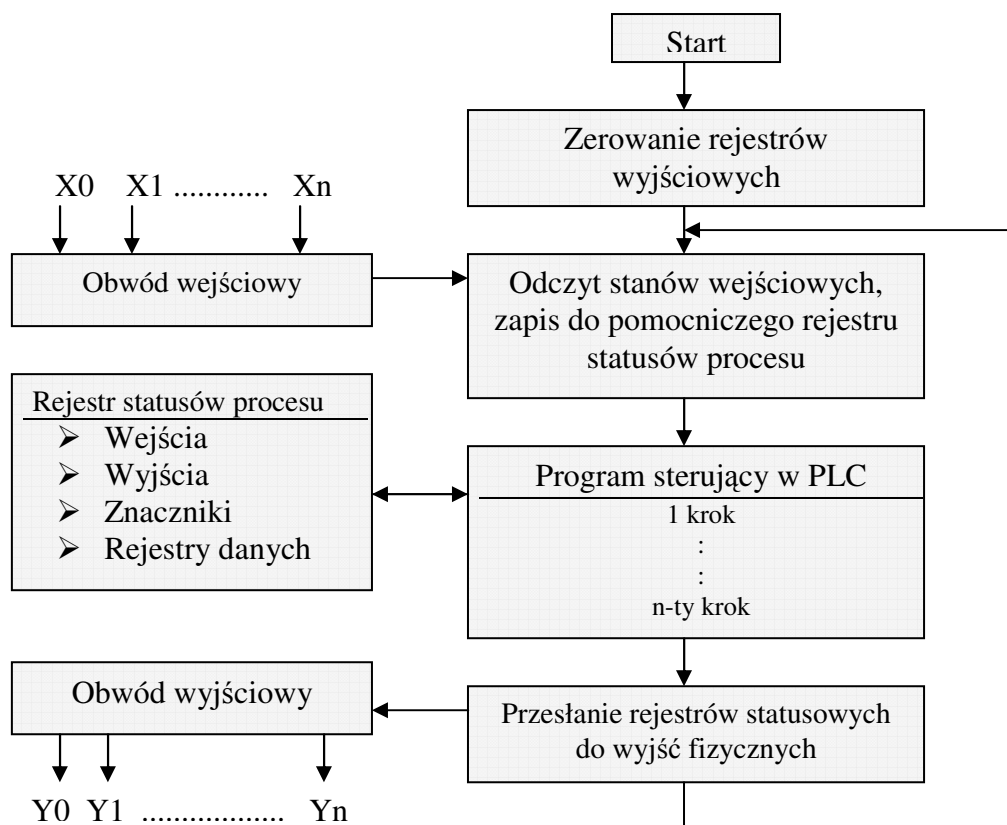 Start
Zerowanie rejestrów
wyjściowych
X0 X1 ............ Xn
Obwód wejściowy
Odczyt stanów wejściowych,
zapis do pomocniczego rejestru
statusów procesu
Rejestr statusów procesu
➢ Wejścia
➢ Wyjścia
➢ Znaczniki
➢ Rejestry danych
Program sterujący w PLC
1 krok
:
:
n-ty krok
Obwód wyjściowy
Przesłanie rejestrów statusowych
do wyjść fizycznych
Y0 Y1 .................. Yn